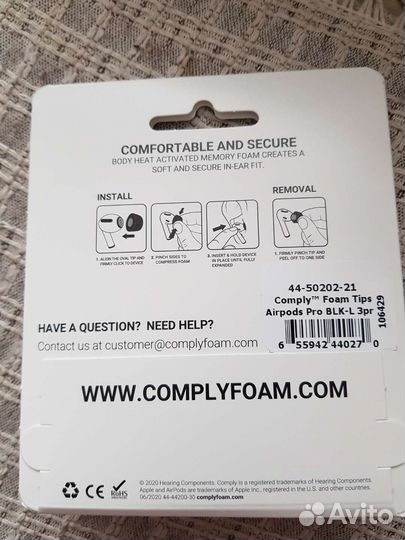 COMFORTABLE AND SECURE
BODY HEAT ACTIVATED MEMORY FOAM CREATES A
SOFT AND SECURE IN-EAR FIT.
INSTALL
REMOVAL
1. ALIGN THE OVAL TIP AND
FIRMLY CLICK TO DEVICE
2. PINCH SIDES TO
COMPRESS FOAM
3. INSERT & HOLD DEVICE
IN PLACE UNTIL FULLY
EXPANDED
1. FIRMLY PINCH TIP AND
PEEL OFF TO ONE SIDE
44-50202-21
Comply™ Foam Tips
Airpods Pro BLK-L 3pr
6 55942 44027 0
106429
HAVE A QUESTION? NEED HELP?
Contact us at customer@complyfoam.com
WWW.COMPLYFOAM.COM
© 2020 Hearing Components. Comply is a registered trademarks of Hearing Components.
Apple and AirPods are trademarks of Apple Inc., registered in the U.S. and other countries.
06/2020 44-44200-30 complyfoam.com
CE
RoHS
Avito